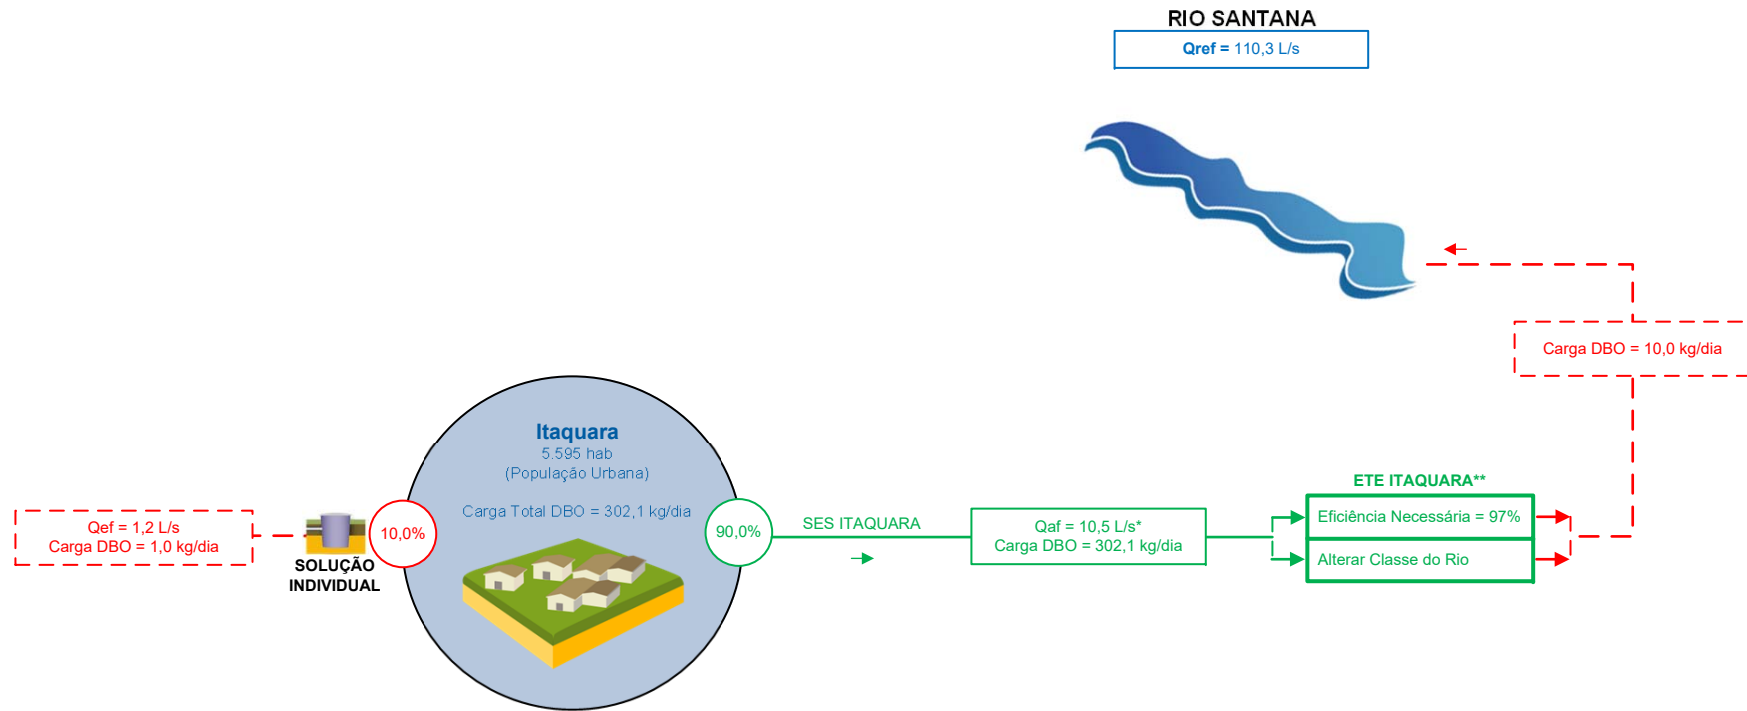 RIO SANTANA
Qref = 110,3 L/s
Carga DBO = 10,0 kg/dia
Itaquara
5.595 hab
(População Urbana)
Carga Total DBO = 302,1 kg/dia
Qef = 1,2 L/s
Carga DBO = 1,0 kg/dia
SOLUÇÃO
INDIVIDUAL
10,0%
90,0%
SES ITAQUARA
Qaf = 10,5 L/s*
Carga DBO = 302,1 kg/dia
ETE ITAQUARA**
Eficiência Necessária = 97%
Alterar Classe do Rio